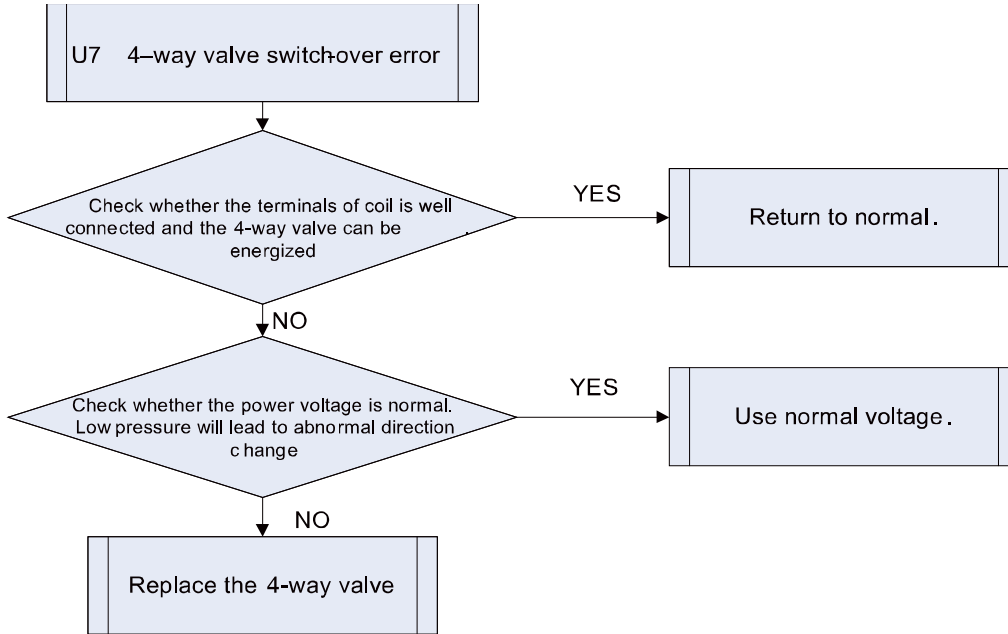 U7 4–way valve switch-over error
Check whether the terminals of coil is well
connected and the 4-way valve can be
energized
YES
Return to normal.
NO
Check whether the power voltage is normal.
Low pressure will lead to abnormal direction
change
YES
Use normal voltage.
NO
Replace the 4-way valve